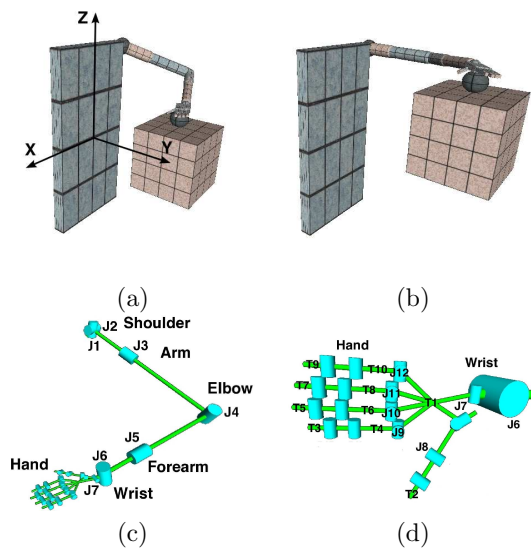 Z
X
Y
(a)
(b)
J2 Shoulder
J1
J3
Arm
Elbow
J4
J5
J6
Forearm
Hand
J7
Wrist
(c)
Hand
T9
T10
J12
Wrist
T7
T8
J11
T1
J7
T5
T6
J10
J6
T3
T4
J9
J8
T2
(d)